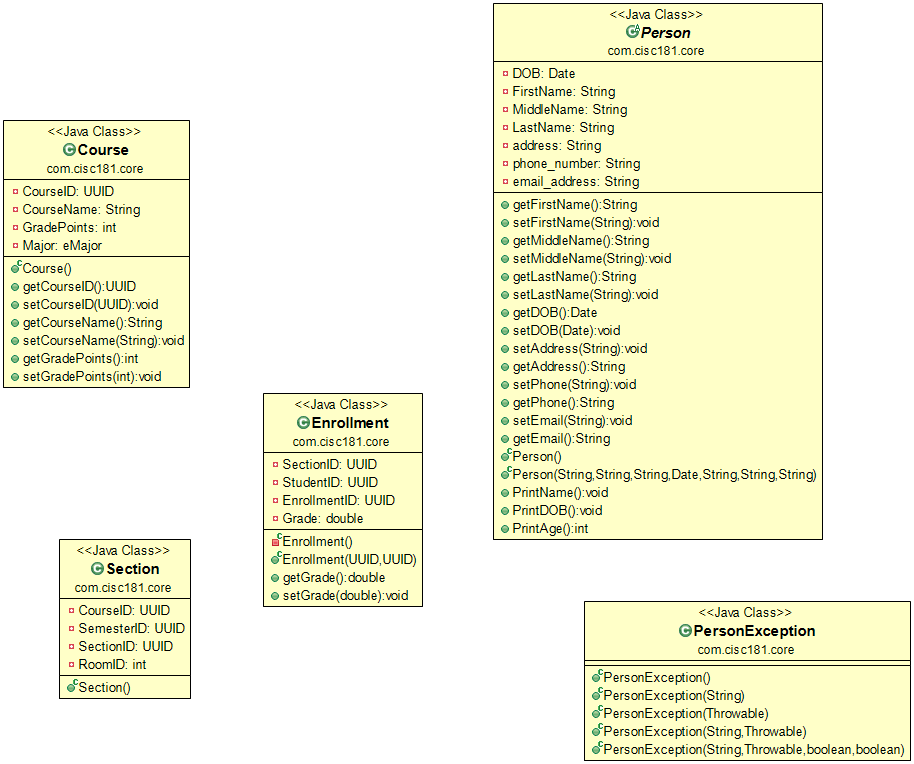 <<Java Class>>
Person
com.cisc181.core
DOB: Date
FirstName: String
MiddleName: String
LastName: String
address: String
phone_number: String
email_address: String
getFirstName():String
setFirstName(String):void
getMiddleName():String
setMiddleName(String):void
getLastName():String
setLastName(String):void
getDOB():Date
setDOB(Date):void
setAddress(String):void
getAddress():String
setPhone(String):void
getPhone():String
setEmail(String):void
getEmail():String
Person()
Person(String,String,String,Date,String,String,String)
PrintName():void
PrintDOB():void
PrintAge():int
<<Java Class>>
Course
com.cisc181.core
CourseID: UUID
CourseName: String
GradePoints: int
Major: eMajor
Course()
getCourseID():UUID
setCourseID(UUID):void
getCourseName():String
setCourseName(String):void
getGradePoints():int
setGradePoints(int):void
<<Java Class>>
Enrollment
com.cisc181.core
SectionID: UUID
StudentID: UUID
EnrollmentID: UUID
Grade: double
Enrollment()
Enrollment(UUID,UUID)
getGrade():double
setGrade(double):void
<<Java Class>>
Section
com.cisc181.core
CourseID: UUID
SemesterID: UUID
SectionID: UUID
RoomID: int
Section()
<<Java Class>>
PersonException
com.cisc181.core
PersonException()
PersonException(String)
PersonException(Throwable)
PersonException(String,Throwable)
PersonException(String,Throwable,boolean,boolean)